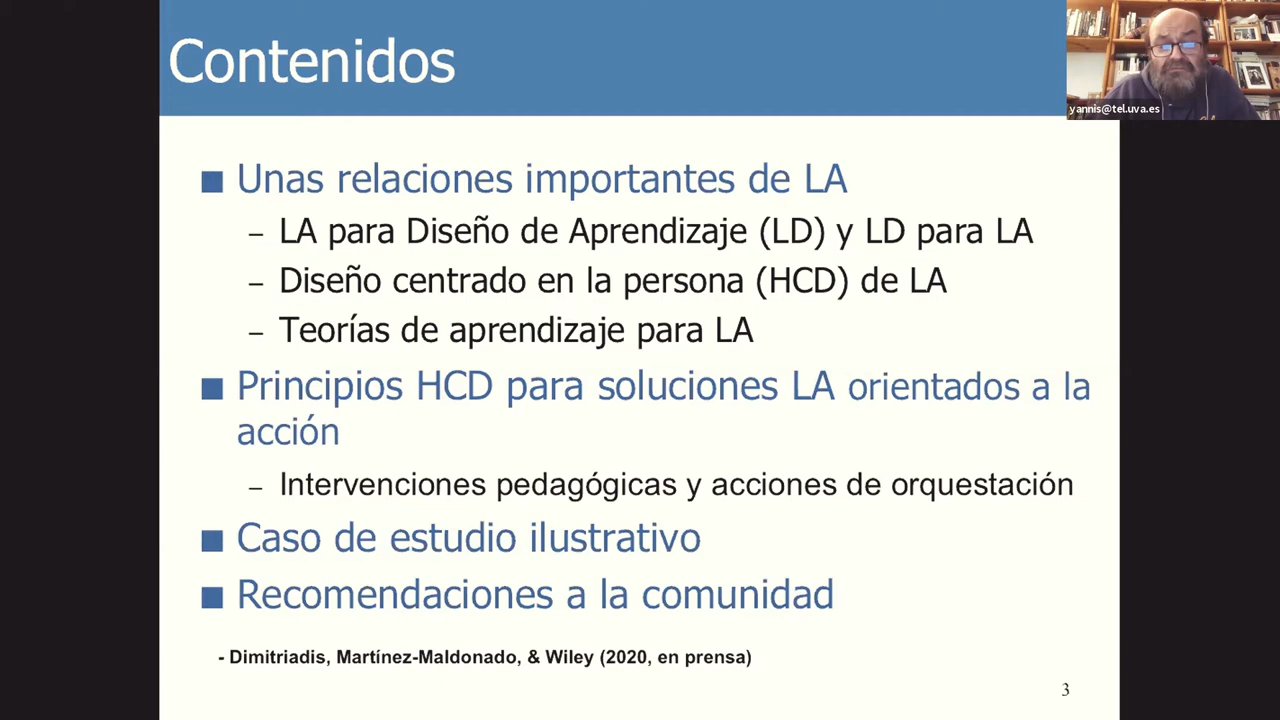 Contenidos
yannis@tel.uva.es
Unas relaciones importantes de LA
– LA para Diseño de Aprendizaje (LD) y LD para LA
– Diseño centrado en la persona (HCD) de LA
– Teorías de aprendizaje para LA
Principios HCD para soluciones LA orientados a la
acción
– Intervenciones pedagógicas y acciones de orquestación
Caso de estudio ilustrativo
Recomendaciones a la comunidad
- Dimitriadis, Martínez-Maldonado, & Wiley (2020, en prensa)
3